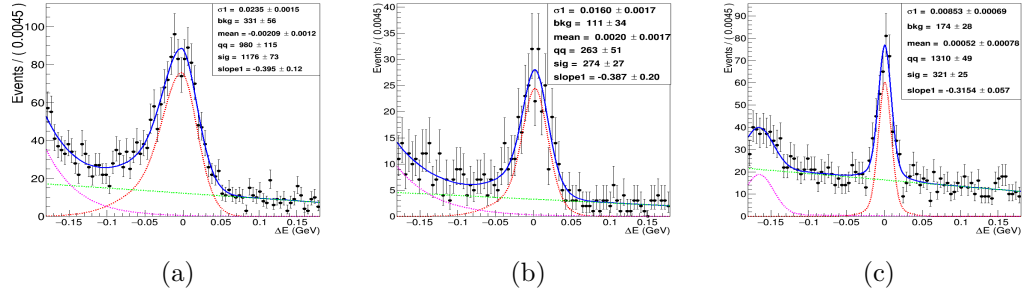 Events / ( 0.0045)
120
100
80
60
40
20
0
σ1 = 0.0235 ± 0.0015
bkg = 331 ± 56
mean = -0.00209 ± 0.0012
qq = 980 ± 115
sig = 1176 ± 73
slope1 = -0.395 ± 0.12
−0.15 −0.1 −0.05 0 0.05 0.1 0.15
ΔE (GeV)
(a)
Events / ( 0.0045)
40
35
30
25
20
15
10
5
0
σ1 = 0.0160 ± 0.0017
bkg = 111 ± 34
mean = 0.0020 ± 0.0017
qq = 263 ± 51
sig = 274 ± 27
slope1 = -0.387 ± 0.20
−0.15 −0.1 −0.05 0 0.05 0.1 0.15
ΔE (GeV)
(b)
Events / ( 0.0045)
90
80
70
60
50
40
30
20
10
0
σ1 = 0.00853 ± 0.00069
bkg = 174 ± 28
mean = 0.00052 ± 0.00078
qq = 1310 ± 49
sig = 321 ± 25
slope1 = -0.3154 ± 0.057
−0.15 −0.1 −0.05 0 0.05 0.1 0.15
ΔE (GeV)
(c)